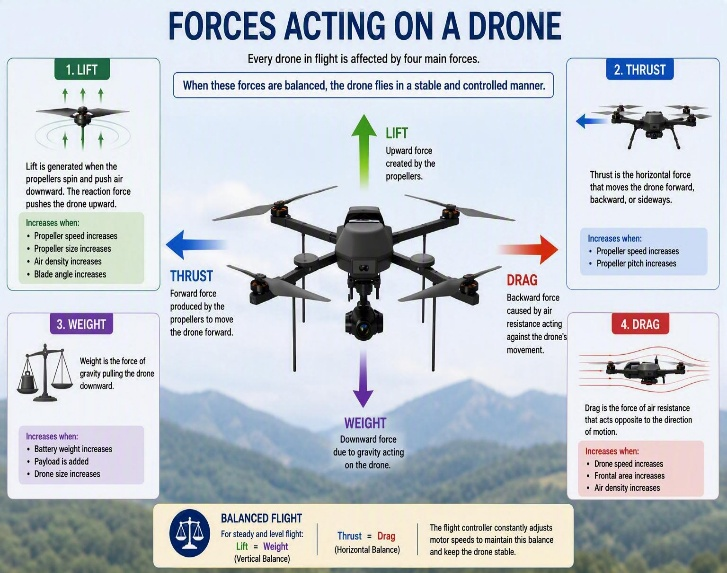 FORCES ACTING ON A DRONE
Every drone in flight is affected by four main forces.
When these forces are balanced, the drone flies in a stable and controlled manner.
1. LIFT
Lift is generated when the
propellers spin and push air
downward. The reaction force
pushes the drone upward.
Increases when:
• Propeller speed increases
• Propeller size increases
• Air density increases
• Blade angle increases
2. THRUST
Thrust is the horizontal force
that moves the drone forward,
backward, or sideways.
Increases when:
• Propeller speed increases
• Propeller pitch increases
LIFT
Upward force
created by the
propellers.
THRUST
Forward force
produced by the
propellers to move
the drone forward.
DRAG
Backward force
caused by air
resistance acting
against the drone's
movement.
WEIGHT
Downward force
due to gravity acting
on the drone.
3. WEIGHT
Weight is the force of
gravity pulling the drone
downward.
Increases when:
• Battery weight increases
• Payload is added
• Drone size increases
4. DRAG
Drag is the force of air resistance
that acts opposite to the direction
of motion.
Increases when:
• Drone speed increases
• Frontal area increases
• Air density increases
BALANCED FLIGHT
For steady and level flight:
Lift = Weight
(Vertical Balance)
Thrust = Drag
(Horizontal Balance)
The flight controller constantly adjusts
motor speeds to maintain this balance
and keep the drone stable.